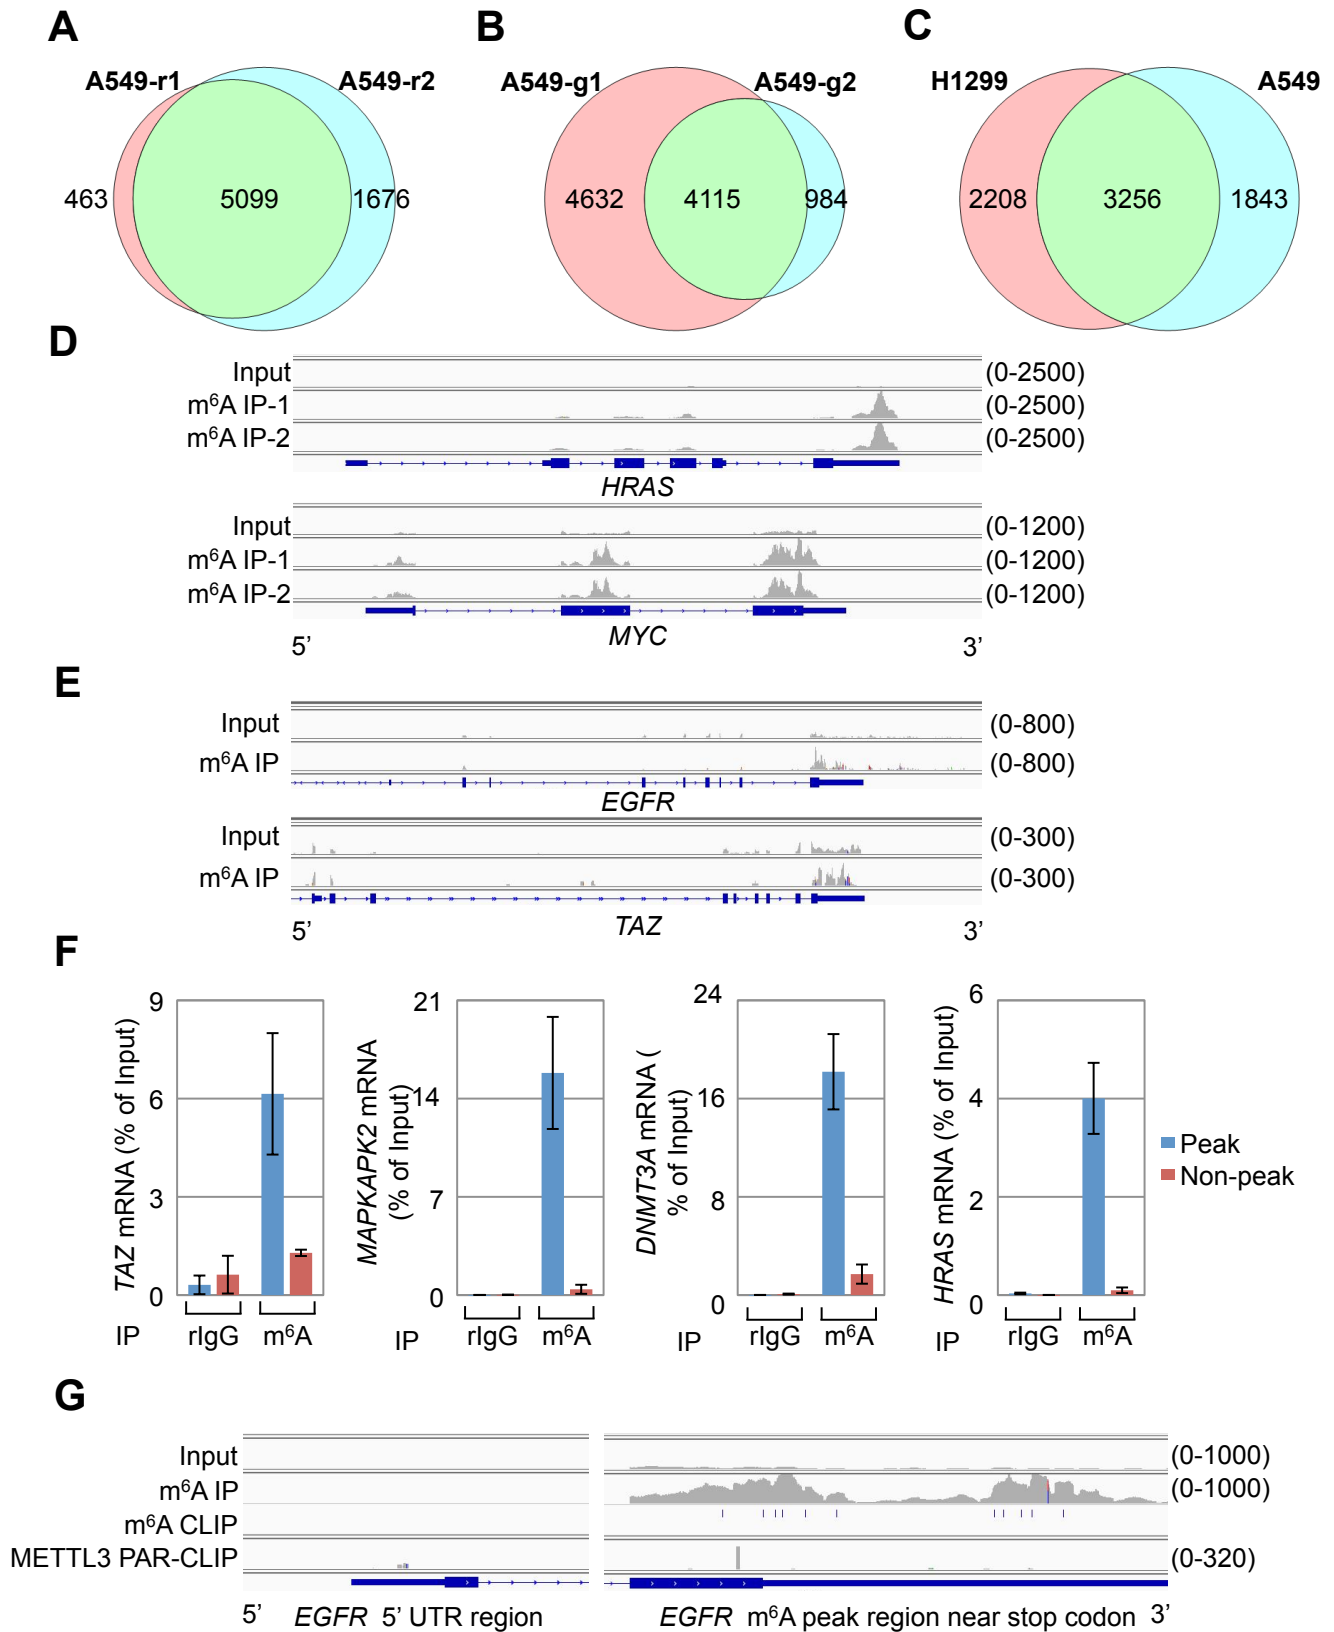 A
B
C
A549-r1
A549-r2
A549-g1
A549-g2
H1299
A549
463
5099
1676
4632
4115
984
2208
3256
1843
D
Input
(0-2500)
m⁶A IP-1
(0-2500)
m⁶A IP-2
(0-2500)
HRAS
Input
(0-1200)
m⁶A IP-1
(0-1200)
m⁶A IP-2
(0-1200)
MYC
5’
3’
E
Input
(0-800)
m⁶A IP
(0-800)
EGFR
Input
(0-300)
m⁶A IP
(0-300)
TAZ
5’
3’
F
TAZ mRNA (% of Input)
9
6
3
0
IP
rIgG
m⁶A
MAPKAPK2 mRNA
(% of Input)
21
14
7
0
IP
rIgG
m⁶A
DNMT3A mRNA (
% of Input)
24
16
8
0
IP
rIgG
m⁶A
HRAS mRNA (% of Input)
6
4
2
0
IP
rIgG
m⁶A
Peak
Non-peak
G
Input
(0-1000)
m⁶A IP
(0-1000)
m⁶A CLIP
METTL3 PAR-CLIP
(0-320)
5’
EGFR 5’ UTR region
EGFR m⁶A peak region near stop codon
3’